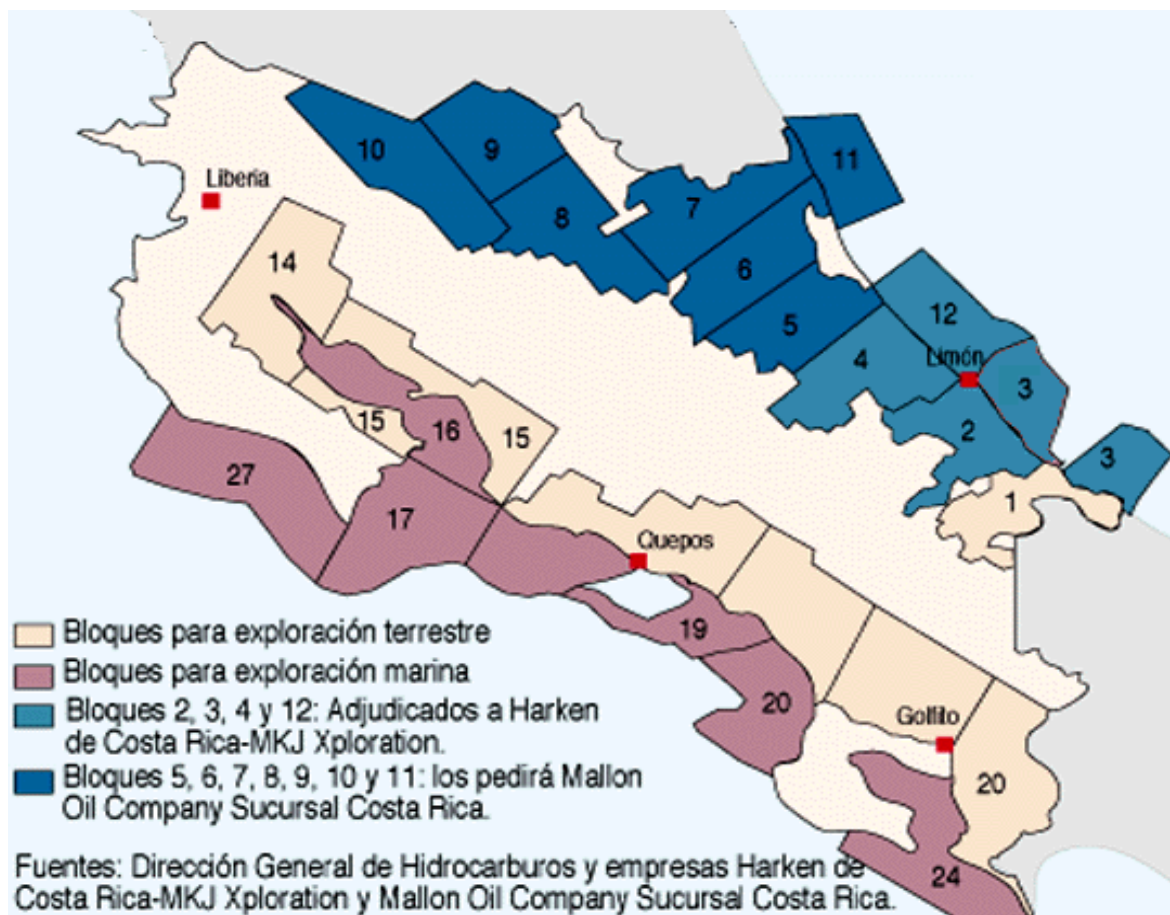 10
9
11
Liberia
7
8
14
6
12
5
4
Limón
3
15
16
15
2
3
27
1
17
Quepos
19
20
Golfito
20
24
Bloques para exploración terrestre
Bloques para exploración marina
Bloques 2, 3, 4 y 12: Adjudicados a Harken
de Costa Rica-MKJ Xploration.
Bloques 5, 6, 7, 8, 9, 10 y 11: los pedirá Mallon
Oil Company Sucursal Costa Rica.
Fuentes: Dirección General de Hidrocarburos y empresas Harken de
Costa Rica-MKJ Xploration y Mallon Oil Company Sucursal Costa Rica.